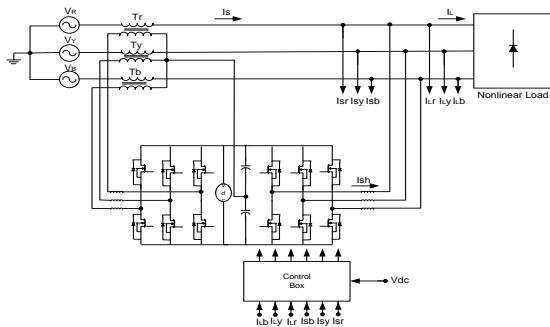 VR
Tr
Is
IL
VY
Ty
VB
Tb
Nonlinear Load
Isr Isy Isb
ILr ILy ILb
d
Ish
Control
Box
Vdc
ILb ILy ILr Isb Isy Isr